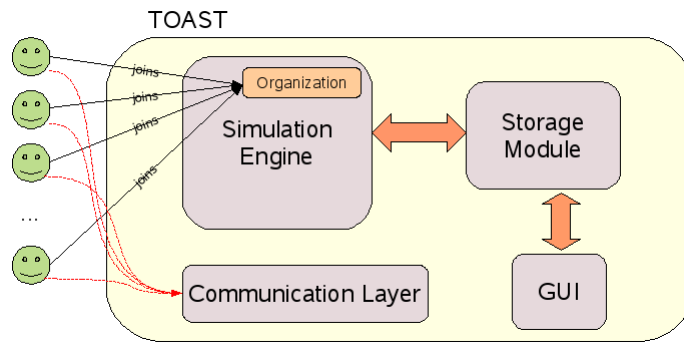 TOAST
joins
joins
joins
joins
Organization
Simulation
Engine
Storage
Module
...
Communication Layer
GUI